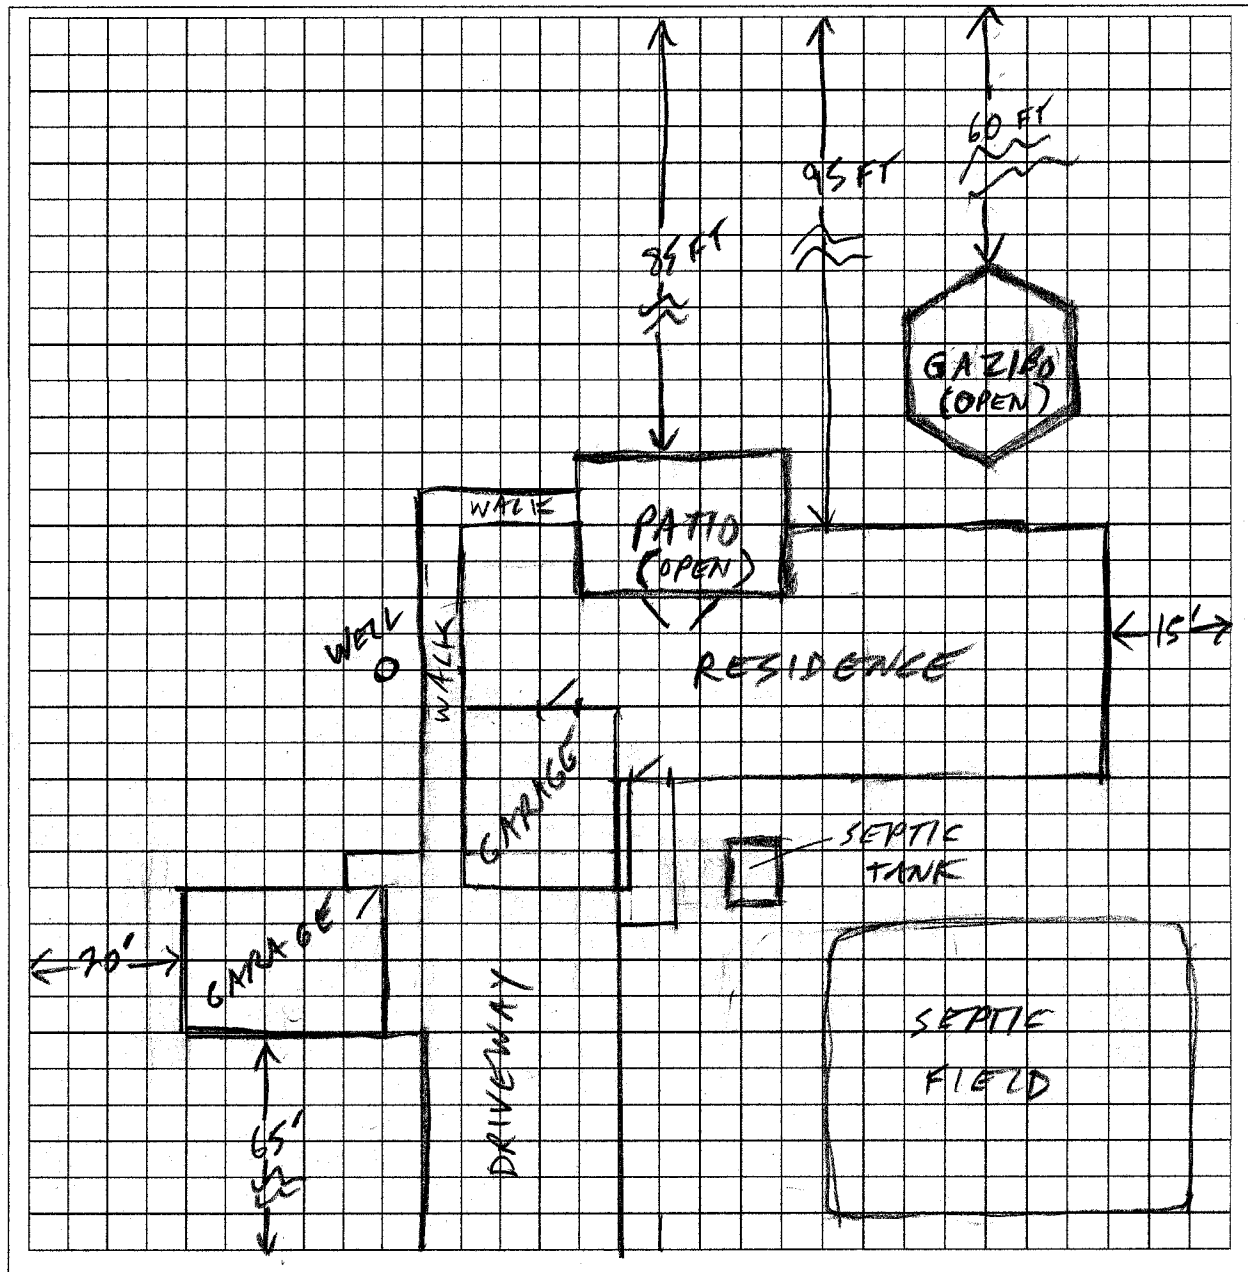 60 FT
95 FT
85 FT
GAZIBO
(OPEN)
WALK
PATIO
(OPEN)
WELL
WALK
15'
RESIDENCE
GARAGE
SEPTIC
TANK
GARAGE
20'
DRIVEWAY
SEPTIC
FIELD
65'